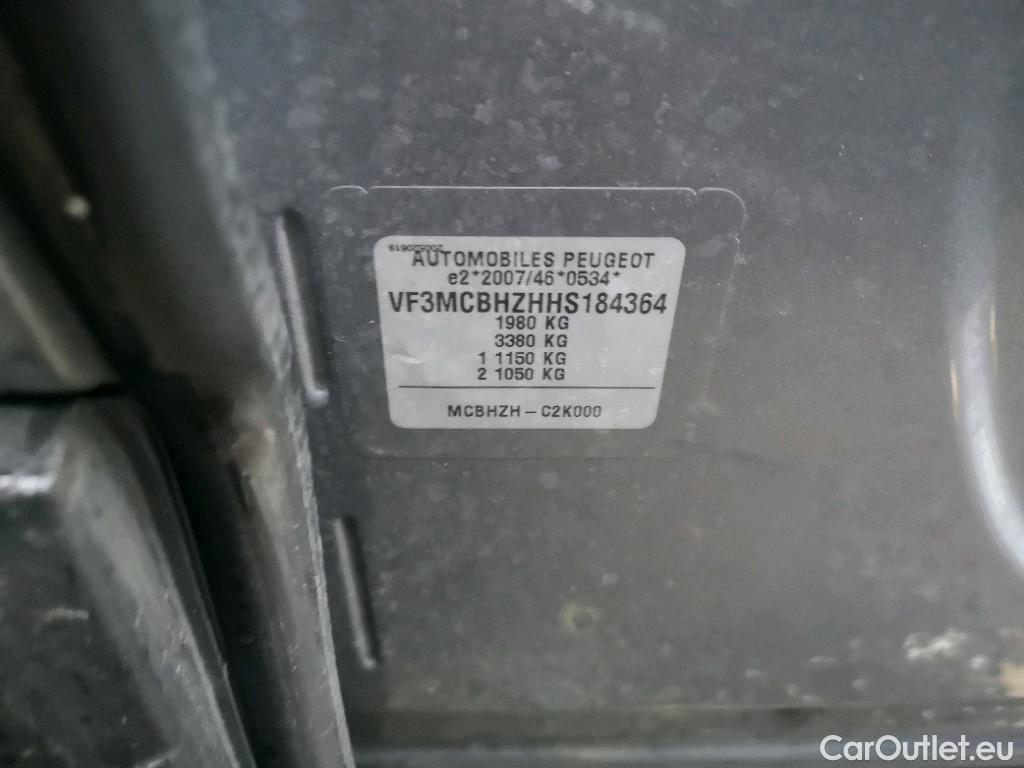 200520619
AUTOMOBILES PEUGEOT
e2*2007/46*0534*
VF3MCBHZHHS184364
1980 KG
3380 KG
1 1150 KG
2 1050 KG
MCBHZH - C2K000
CarOutlet.eu